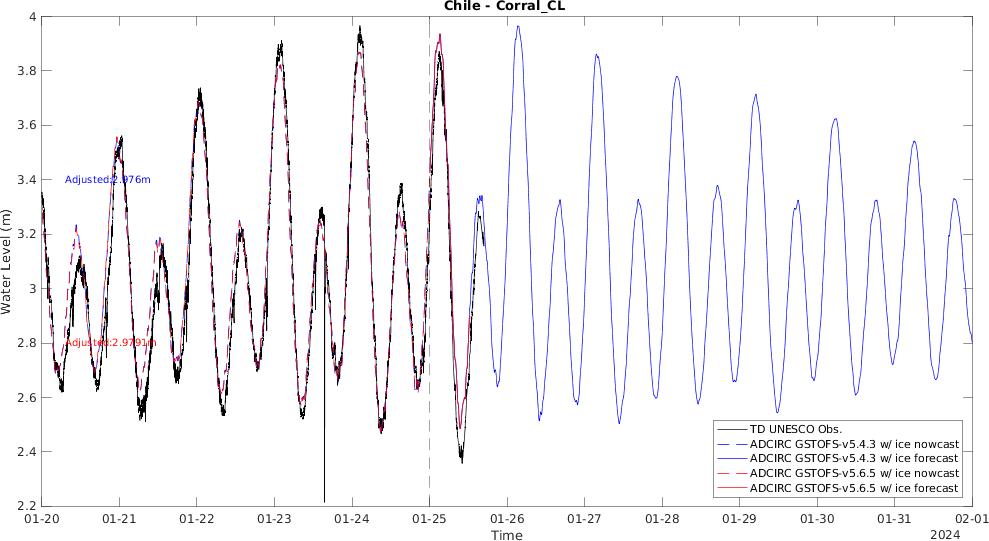 Chile - Corral_CL
4
3.8
3.6
3.4
3.2
3
2.8
2.6
2.4
2.2
Water Level (m)
Adjusted:2.976m
Adjusted:2.9791m
TD UNESCO Obs.
ADCIRC GSTOFS-v5.4.3 w/ ice nowcast
ADCIRC GSTOFS-v5.4.3 w/ ice forecast
ADCIRC GSTOFS-v5.6.5 w/ ice nowcast
ADCIRC GSTOFS-v5.6.5 w/ ice forecast
01-20 01-21 01-22 01-23 01-24 01-25 01-26 01-27 01-28 01-29 01-30 01-31 02-01
Time
2024